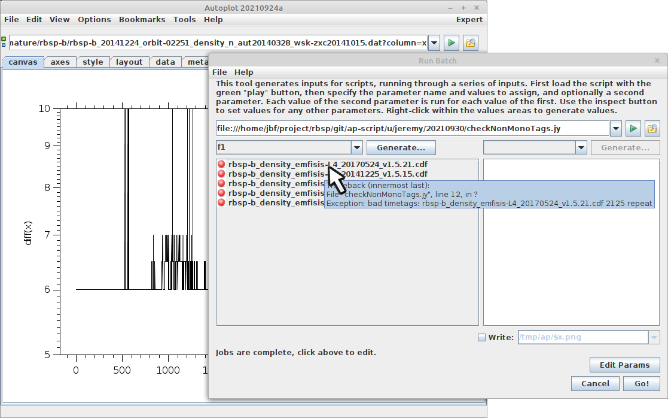 Autoplot 20210924a
File Edit View Options Bookmarks Tools Help Expert
nature/rbsp-b/rbsp-b_20141224_orbit-02251_density_n_aut20140328_wsk-zxc20141015.dat?column=x
canvas axes style layout data
10
9
8
7
6
5
diff(x)
0 500 1000
Run Batch
File Help
This tool generates inputs for scripts, running through a series of inputs. First load the script with the
green "play" button, then specify the parameter name and values to assign, and optionally a second
parameter. Each value of the second parameter is run for each value of the first. Use the inspect button
to set values for any other parameters. Right-click within the values areas to generate values.
file:///home/jbf/project/rbsp/git/ap-script/u/jeremy/20210930/checkNonMonoTags.jy
f1 Generate... Generate...
rbsp-b_density_emfisis-L4_20170524_v1.5.21.cdf
rbsp-b_density_emfisis_20141225_v1.5.15.cdf
rbsp-b_density_emfisis
rbsp-b_density_emfisis
rbsp-b_density_emfisis
(innermost last):
File "checkNonMonoTags.jy", line 12, in ?
Exception: bad timetags: rbsp-b_density_emfisis-L4_20170524_v1.5.21.cdf 2125 repeat
Write: /tmp/ap/$x.png
Jobs are complete, click above to edit.
Edit Params
Cancel Go!